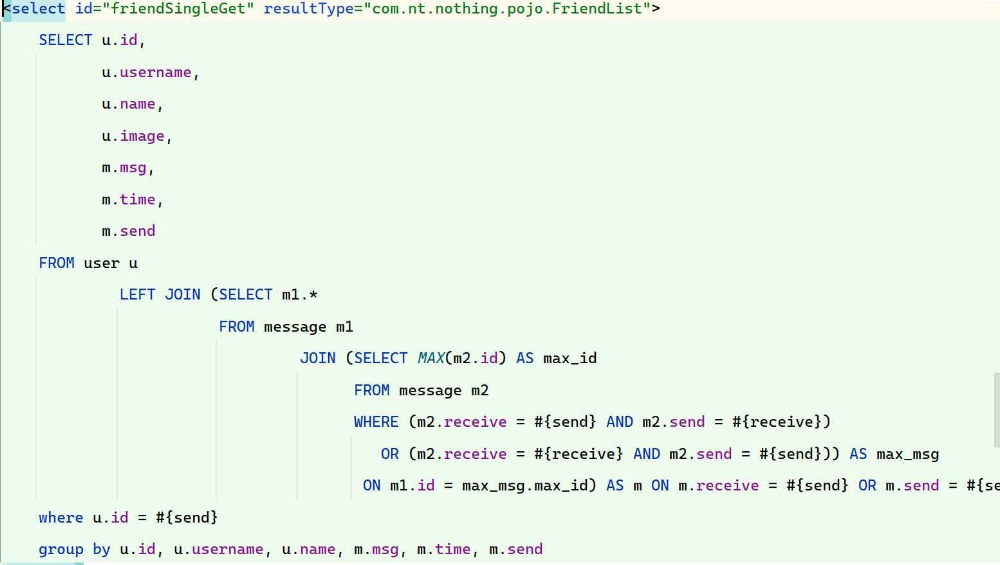 <select id="friendSingleGet" resultType="com.nt.nothing.pojo.FriendList">
SELECT u.id,
u.username,
u.name,
u.image,
m.msg,
m.time,
m.send
FROM user u
LEFT JOIN (SELECT m1.*
FROM message m1
JOIN (SELECT MAX(m2.id) AS max_id
FROM message m2
WHERE (m2.receive = #{send} AND m2.send = #{receive})
OR (m2.receive = #{receive} AND m2.send = #{send})) AS max_msg
ON m1.id = max_msg.max_id) AS m ON m.receive = #{send} OR m.send = #{se
where u.id = #{send}
group by u.id, u.username, u.name, m.msg, m.time, m.send